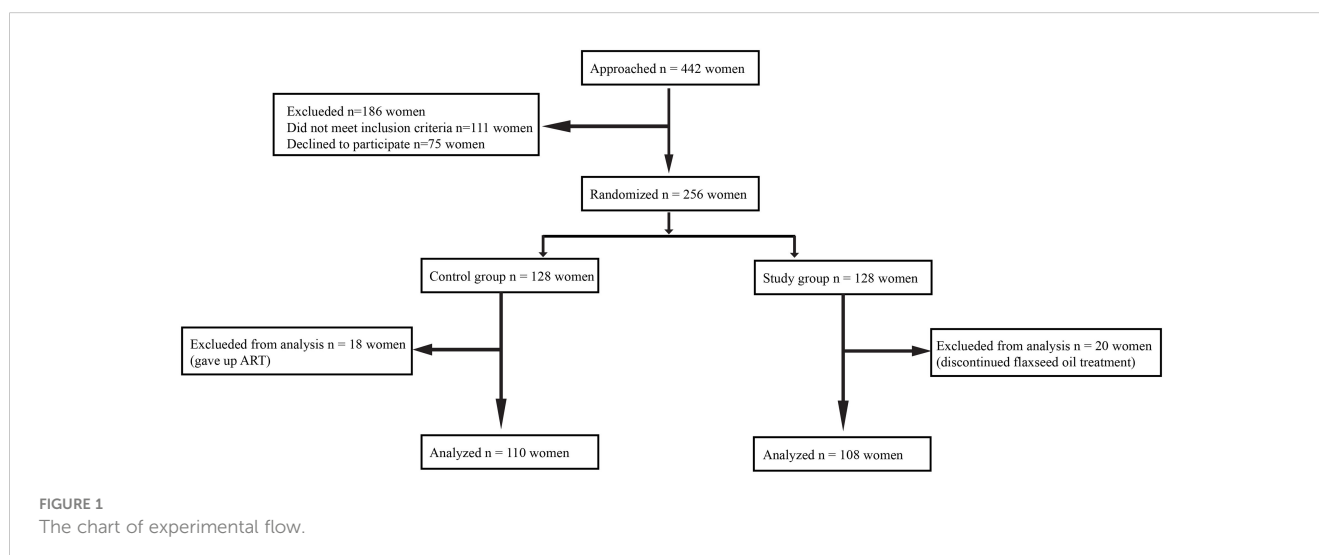 Approached n = 442 women
Exclueded n=186 women
Did not meet inclusion criteria n=111 women
Declined to participate n=75 women
Randomized n = 256 women
Control group n = 128 women
Study group n = 128 women
Excluded from analysis n = 18 women
(gave up ART)
Exclueded from analysis n = 20 women
(discontinued flaxseed oil treatment)
Analyzed n = 110 women
Analyzed n = 108 women
FIGURE 1
The chart of experimental flow.